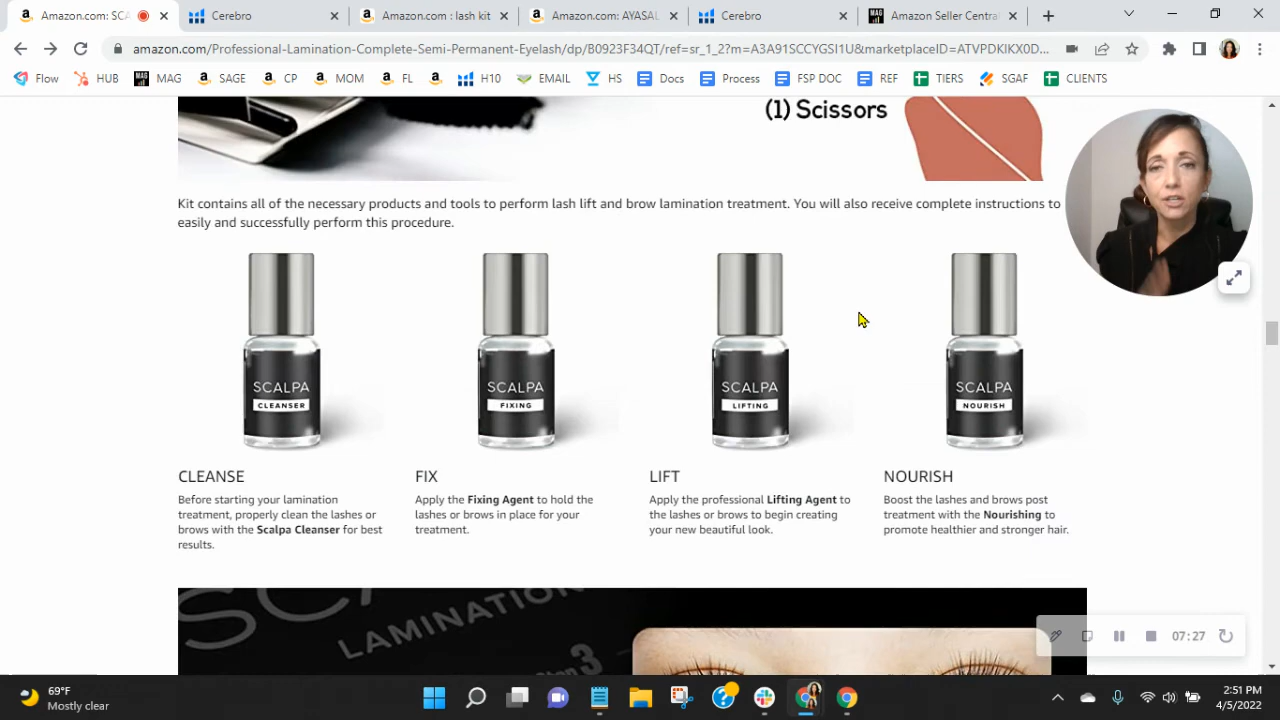 Amazon.com: SCA
Cerebro
Amazon.com : lash kit
Amazon.com: AYASAL
Cerebro
MAG
Amazon Seller Centra
amazon.com/Professional-Lamination-Complete-Semi-Permanent-Eyelash/dp/B0923F34QT/ref=sr_1_2?m=A3A91SCCYGSI1U&marketplaceID=ATVPDKIKX0D...
Flow HUB MAG MAG SAGE CP MOM FL H10 EMAIL HS Docs Process FSP DOC REF TIERS SGAF CLIENTS
(1) Scissors
Kit contains all of the necessary products and tools to perform lash lift and brow lamination treatment. You will also receive complete instructions to
easily and successfully perform this procedure.
SCALPA
CLEANSER
SCALPA
FIXING
SCALPA
LIFTING
SCALPA
NOURISH
CLEANSE
Before starting your lamination
treatment, properly clean the lashes or
brows with the Scalpa Cleanser for best
results.
FIX
Apply the Fixing Agent to hold the
lashes or brows in place for your
treatment.
LIFT
Apply the professional Lifting Agent to
the lashes or brows to begin creating
your new beautiful look.
NOURISH
Boost the lashes and brows post
treatment with the Nourishing to
promote healthier and stronger hair.
LAMINATION
Step 3
07:27
69°F
Mostly clear
2:51 PM
4/5/2022